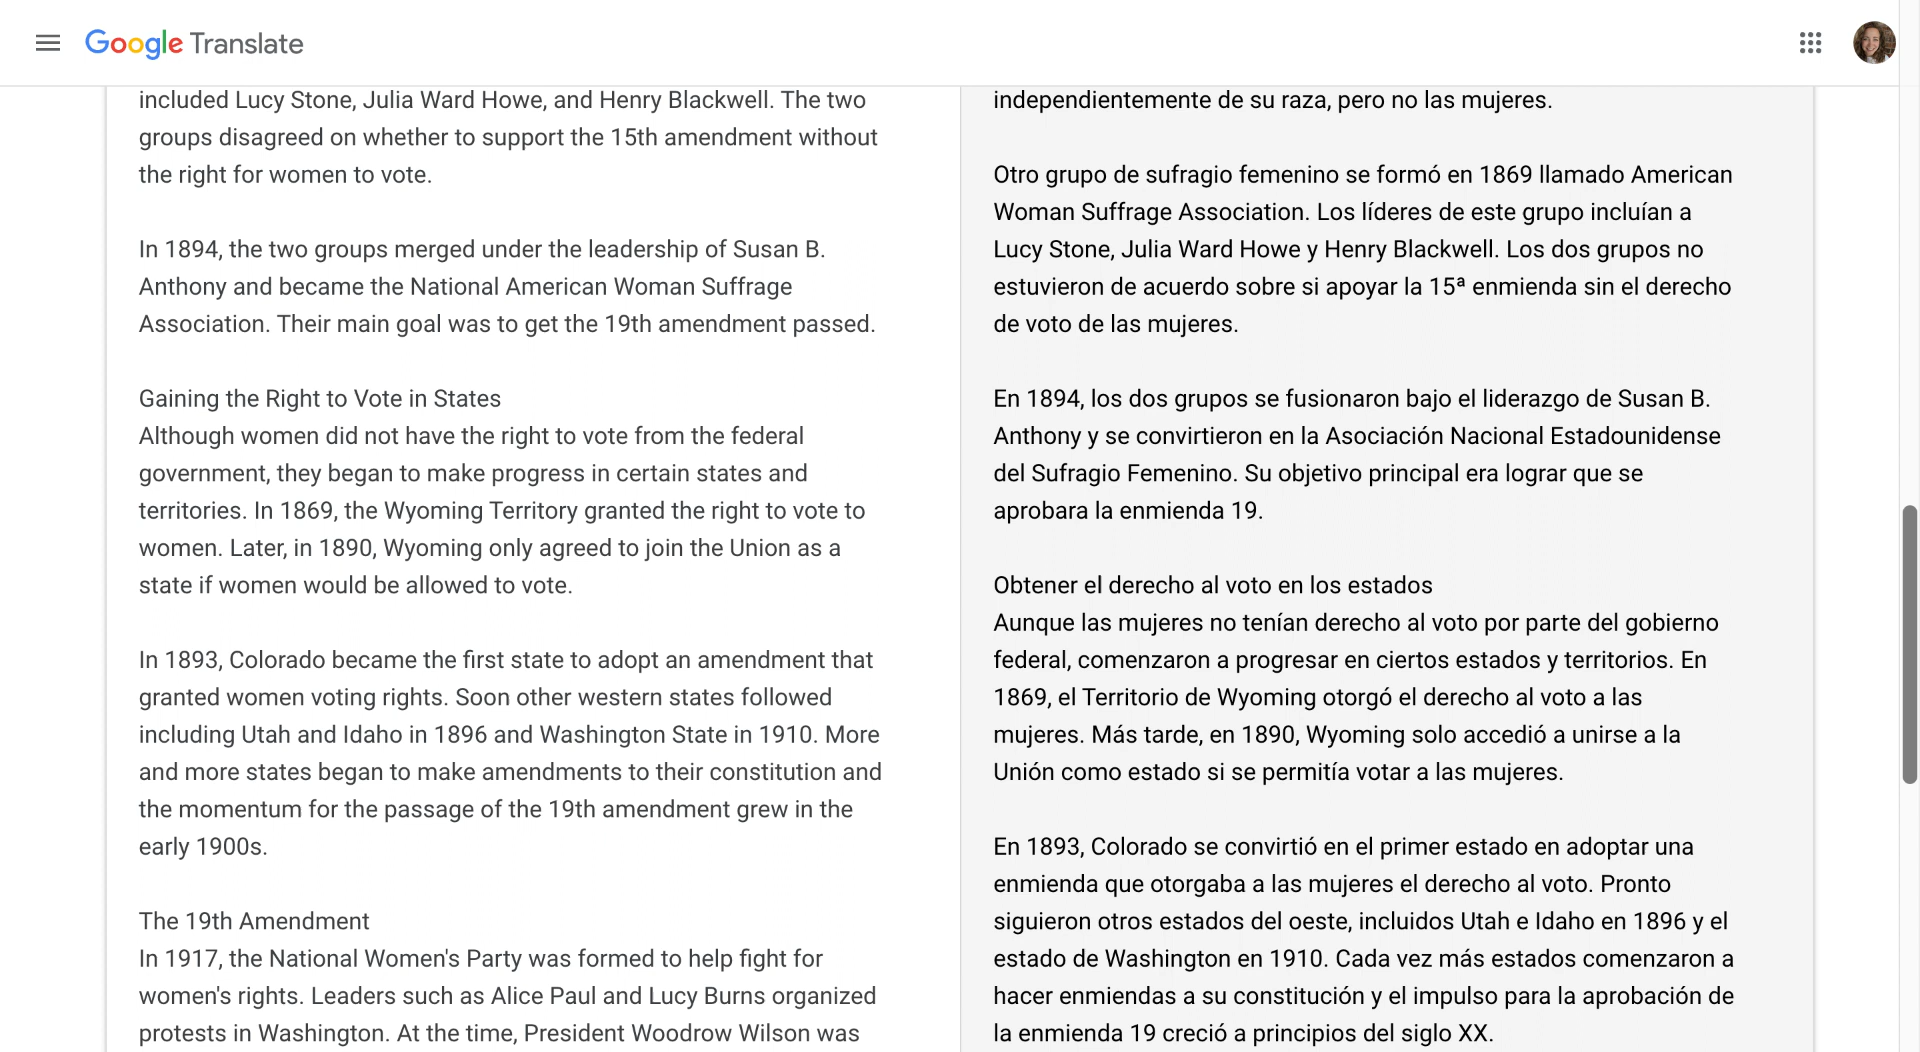 Google Translate
included Lucy Stone, Julia Ward Howe, and Henry Blackwell. The two
groups disagreed on whether to support the 15th amendment without
the right for women to vote.
In 1894, the two groups merged under the leadership of Susan B.
Anthony and became the National American Woman Suffrage
Association. Their main goal was to get the 19th amendment passed.
Gaining the Right to Vote in States
Although women did not have the right to vote from the federal
government, they began to make progress in certain states and
territories. In 1869, the Wyoming Territory granted the right to vote to
women. Later, in 1890, Wyoming only agreed to join the Union as a
state if women would be allowed to vote.
In 1893, Colorado became the first state to adopt an amendment that
granted women voting rights. Soon other western states followed
including Utah and Idaho in 1896 and Washington State in 1910. More
and more states began to make amendments to their constitution and
the momentum for the passage of the 19th amendment grew in the
early 1900s.
The 19th Amendment
In 1917, the National Women's Party was formed to help fight for
women's rights. Leaders such as Alice Paul and Lucy Burns organized
protests in Washington. At the time, President Woodrow Wilson was
independientemente de su raza, pero no las mujeres.
Otro grupo de sufragio femenino se formó en 1869 llamado American
Woman Suffrage Association. Los líderes de este grupo incluían a
Lucy Stone, Julia Ward Howe y Henry Blackwell. Los dos grupos no
estuvieron de acuerdo sobre si apoyar la 15ª enmienda sin el derecho
de voto de las mujeres.
En 1894, los dos grupos se fusionaron bajo el liderazgo de Susan B.
Anthony y se convirtieron en la Asociación Nacional Estadounidense
del Sufragio Femenino. Su objetivo principal era lograr que se
aprobara la enmienda 19.
Obtener el derecho al voto en los estados
Aunque las mujeres no tenían derecho al voto por parte del gobierno
federal, comenzaron a progresar en ciertos estados y territorios. En
1869, el Territorio de Wyoming otorgó el derecho al voto a las
mujeres. Más tarde, en 1890, Wyoming solo accedió a unirse a la
Unión como estado si se permitía votar a las mujeres.
En 1893, Colorado se convirtió en el primer estado en adoptar una
enmienda que otorgaba a las mujeres el derecho al voto. Pronto
siguieron otros estados del oeste, incluidos Utah e Idaho en 1896 y el
estado de Washington en 1910. Cada vez más estados comenzaron a
hacer enmiendas a su constitución y el impulso para la aprobación de
la enmienda 19 creció a principios del siglo XX.